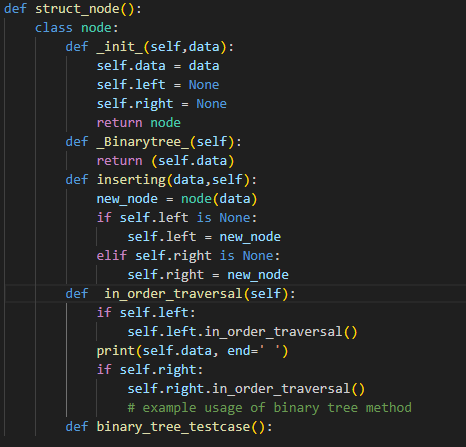 def struct_node():
    class node:
        def _init_(self,data):
            self.data = data
            self.left = None
            self.right = None
            return node
        def _Binarytree_(self):
            return (self.data)
        def inserting(data,self):
            new_node = node(data)
            if self.left is None:
                self.left = new_node
            elif self.right is None:
                self.right = new_node
        def _in_order_traversal(self):
            if self.left:
                self.left.in_order_traversal()
            print(self.data, end=' ')
            if self.right:
                self.right.in_order_traversal()
                # example usage of binary tree method
        def binary_tree_testcase():